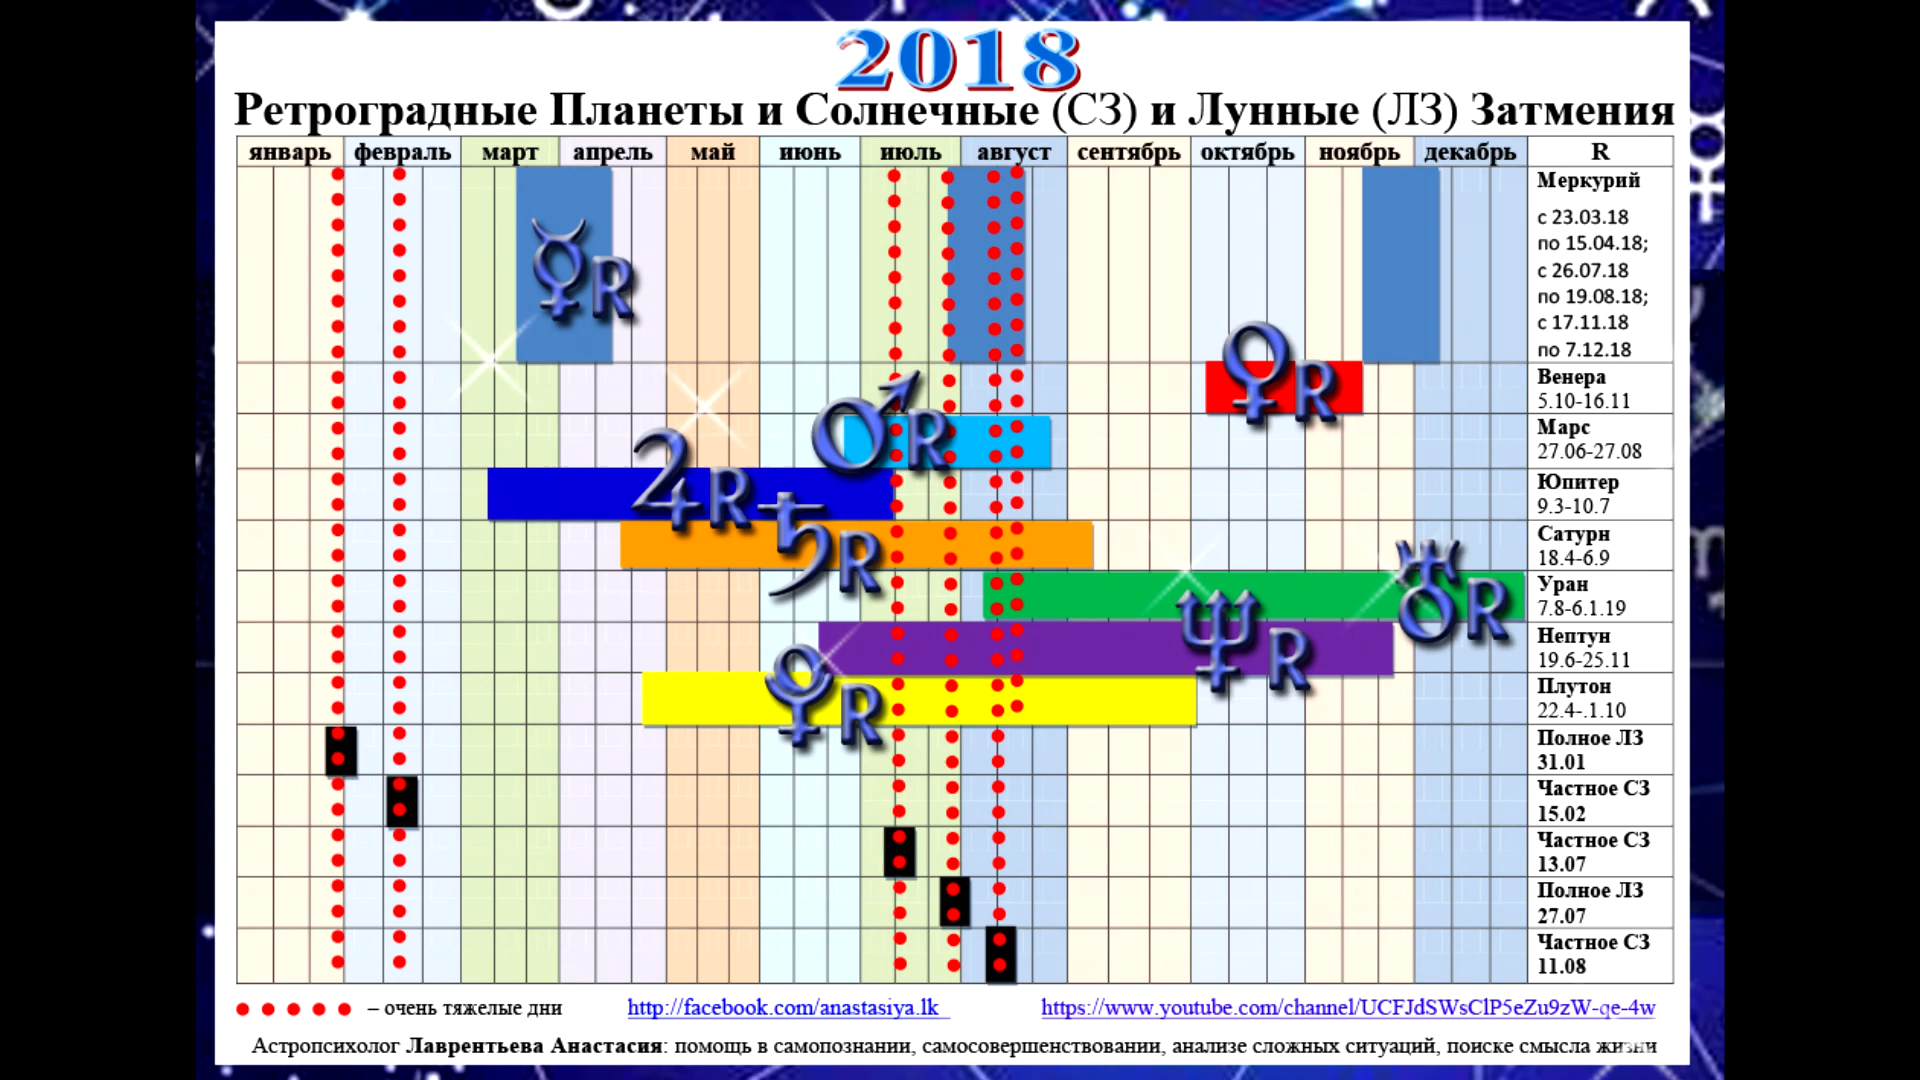 2018
Ретроградные Планеты и Солнечные (СЗ) и Лунные (ЛЗ) Затмения
январь февраль март апрель май июнь июль август сентябрь октябрь ноябрь декабрь R
Меркурий
с 23.03.18
по 15.04.18;
с 26.07.18
по 19.08.18;
с 17.11.18
по 7.12.18
R
Венера
5.10-16.11
R
Марс
27.06-27.08
R
Юпитер
9.3-10.7
R
Сатурн
18.4-6.9
R
Уран
7.8-6.1.19
R
Нептун
19.6-25.11
R
Плутон
22.4-.1.10
R
Полное ЛЗ
31.01
Частное СЗ
15.02
Частное СЗ
13.07
Полное ЛЗ
27.07
Частное СЗ
11.08
– очень тяжелые дни http://facebook.com/anastasiya.lk https://www.youtube.com/channel/UCFJdSWsClP5eZu9zW-qe-4w
Астропсихолог Лаврентьева Анастасия: помощь в самопознании, самосовершенствовании, анализе сложных ситуаций, поиске смысла жизни